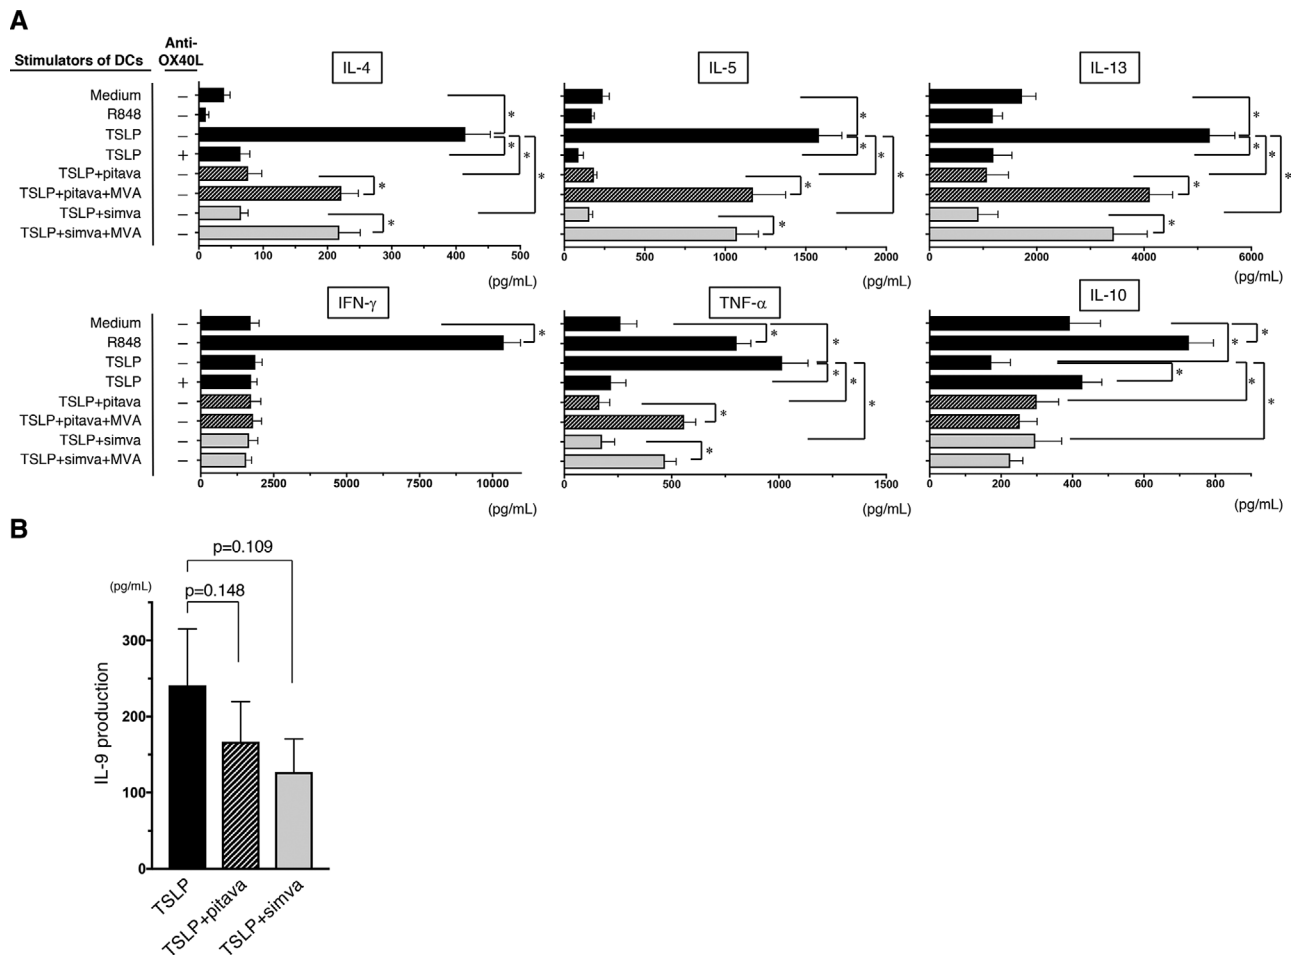 A
Stimulators of DCs
Anti-
OX40L
IL-4
IL-5
IL-13
Medium –
R848 –
TSLP –
TSLP +
TSLP+pitava –
TSLP+pitava+MVA –
TSLP+simva –
TSLP+simva+MVA –
* * * * * *
* * * * * *
* * * * * *
0 100 200 300 400 500
(pg/mL)
0 500 1000 1500 2000
(pg/mL)
0 2000 4000 6000
(pg/mL)
IFN-γ
TNF-α
IL-10
Medium –
R848 –
TSLP –
TSLP +
TSLP+pitava –
TSLP+pitava+MVA –
TSLP+simva –
TSLP+simva+MVA –
*
* * * * * * *
* * * * *
0 2500 5000 7500 10000
(pg/mL)
0 500 1000 1500
(pg/mL)
0 200 400 600 800
(pg/mL)
B
p=0.109
p=0.148
(pg/mL)
IL-9 production
300
200
100
0
TSLP
TSLP+pitava
TSLP+simva